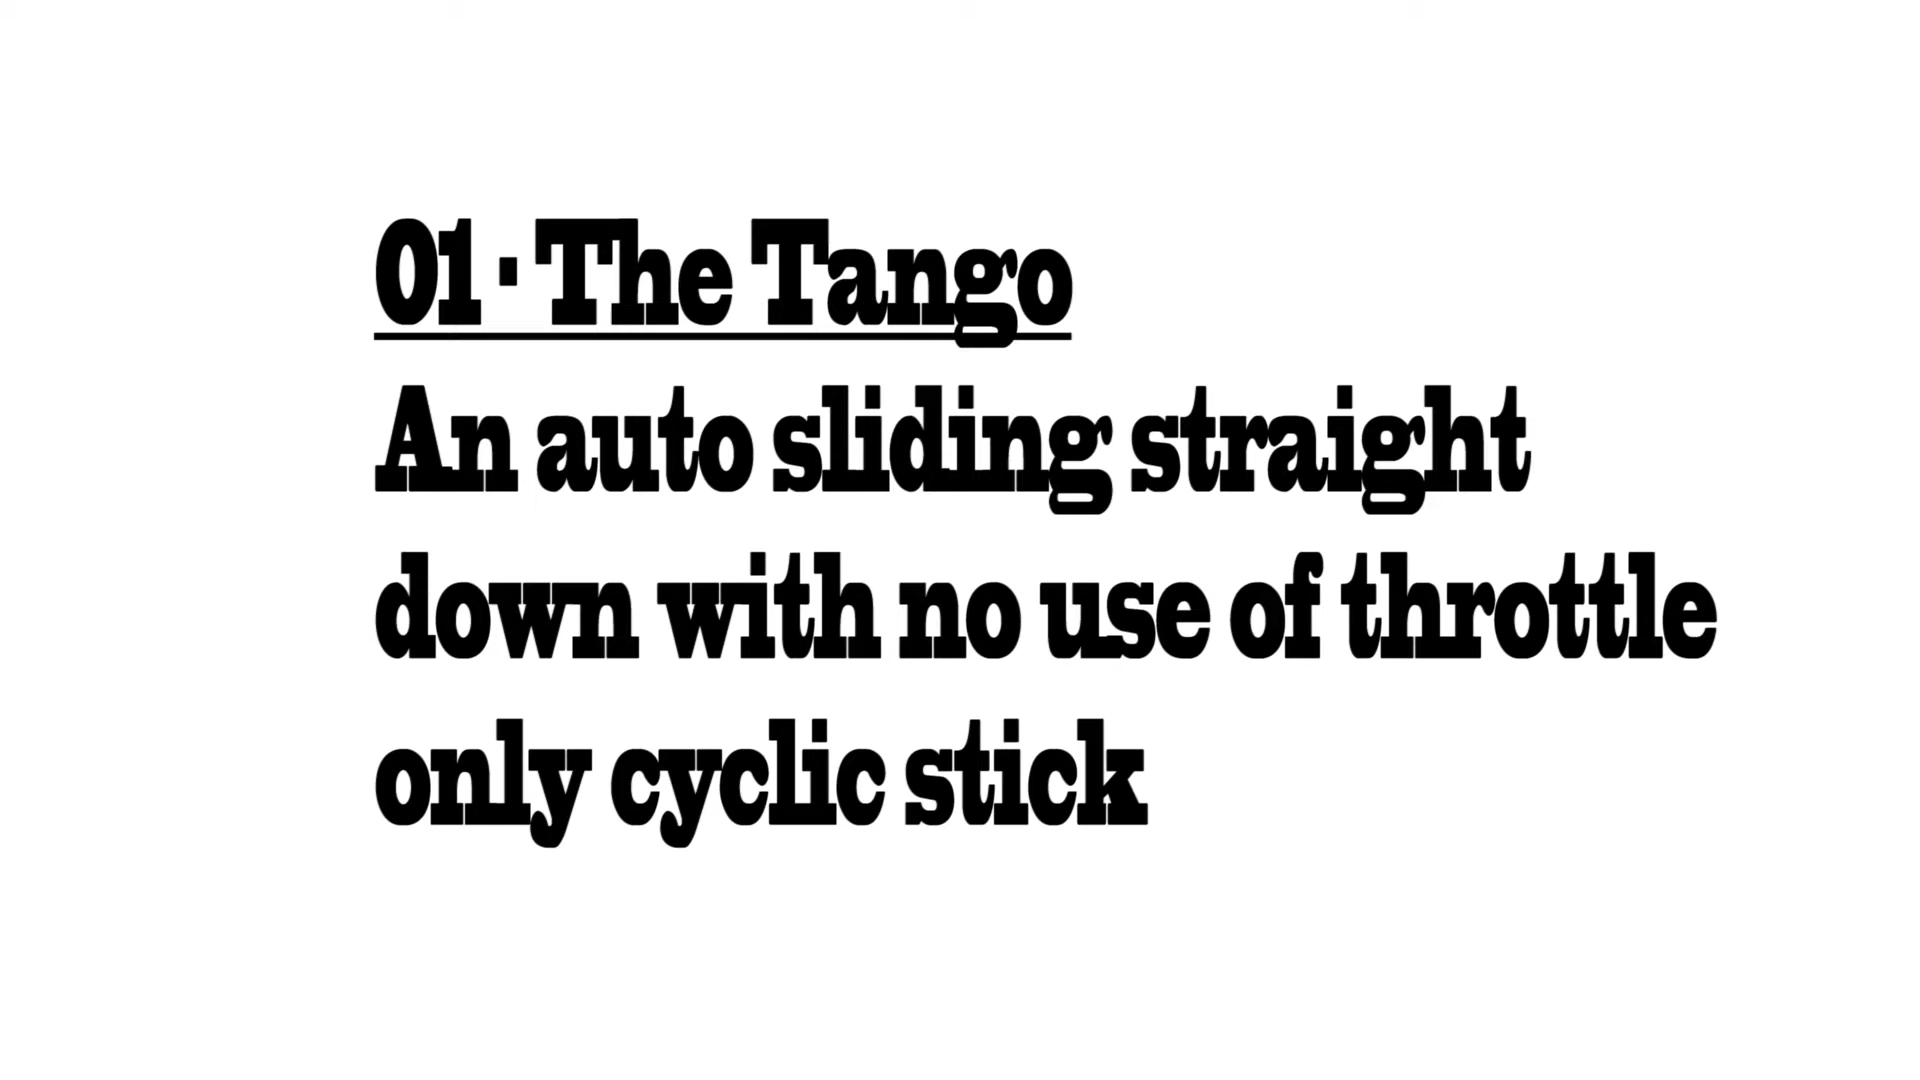 01 · The Tango
An auto sliding straight
down with no use of throttle
only cyclic stick